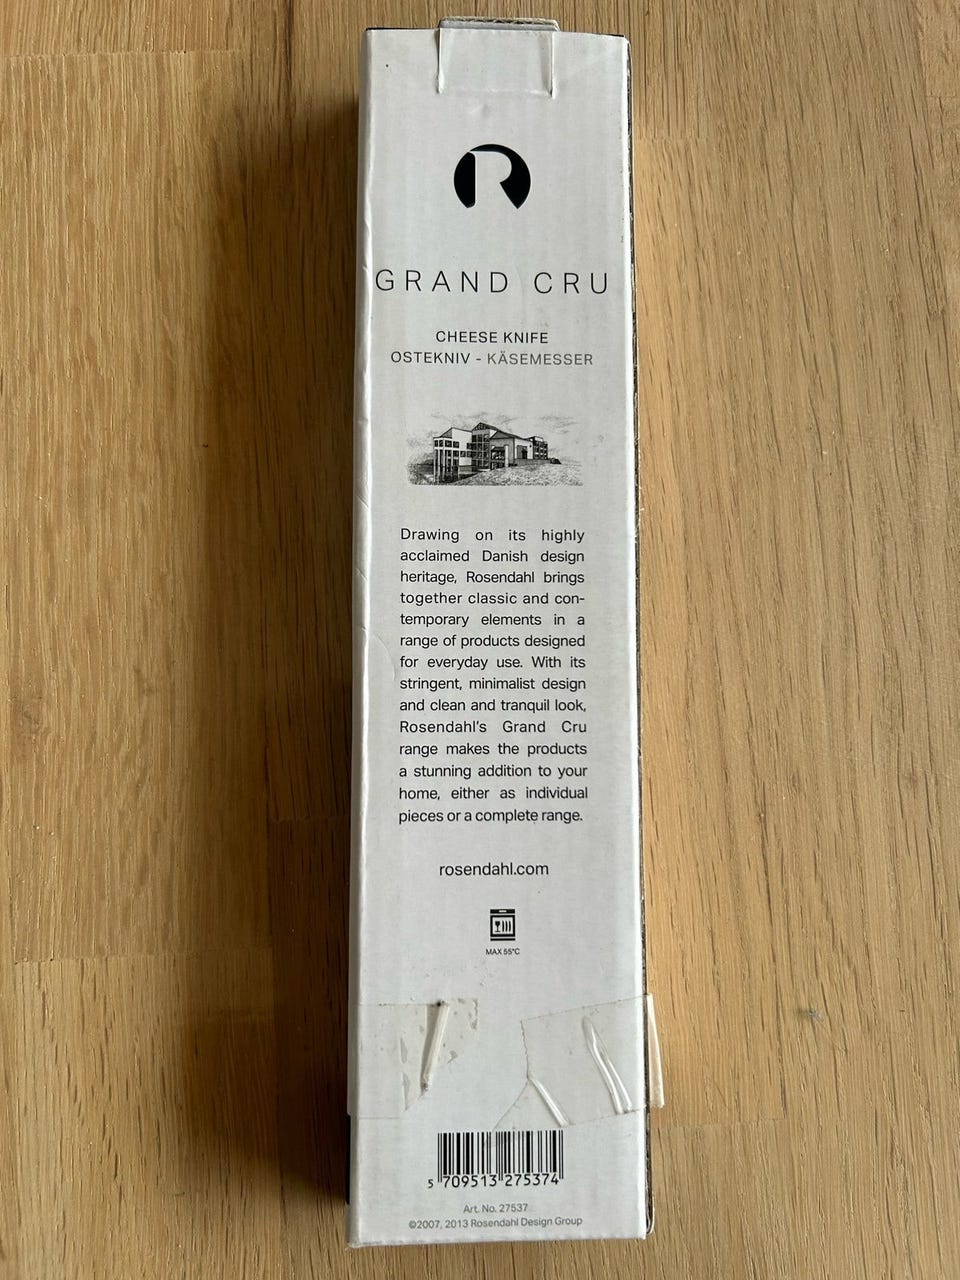 R
GRAND CRU
CHEESE KNIFE
OSTEKNIV - KÄSEMESSER
Drawing on its highly
acclaimed Danish design
heritage, Rosendahl brings
together classic and con-
temporary elements in a
range of products designed
for everyday use. With its
stringent, minimalist design
and clean and tranquil look,
Rosendahl's Grand Cru
range makes the products
a stunning addition to your
home, either as individual
pieces or a complete range.
rosendahl.com
MAX 55°C
5 709513 275374
Art. No. 27537
©2007, 2013 Rosendahl Design Group